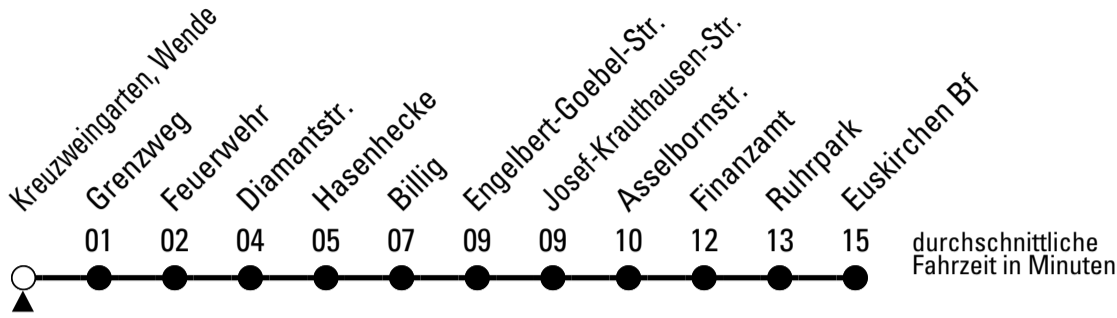 Kreuzweingarten, Wende
Grenzweg
Feuerwehr
Diamantstr.
Hasenhecke
Billig
Engelbert-Goebel-Str.
Josef-Krauthausen-Str.
Asselbornstr.
Finanzamt
Ruhrpark
Euskirchen Bf
01 02 04 05 07 09 09 10 12 13 15
durchschnittliche
Fahrzeit in Minuten